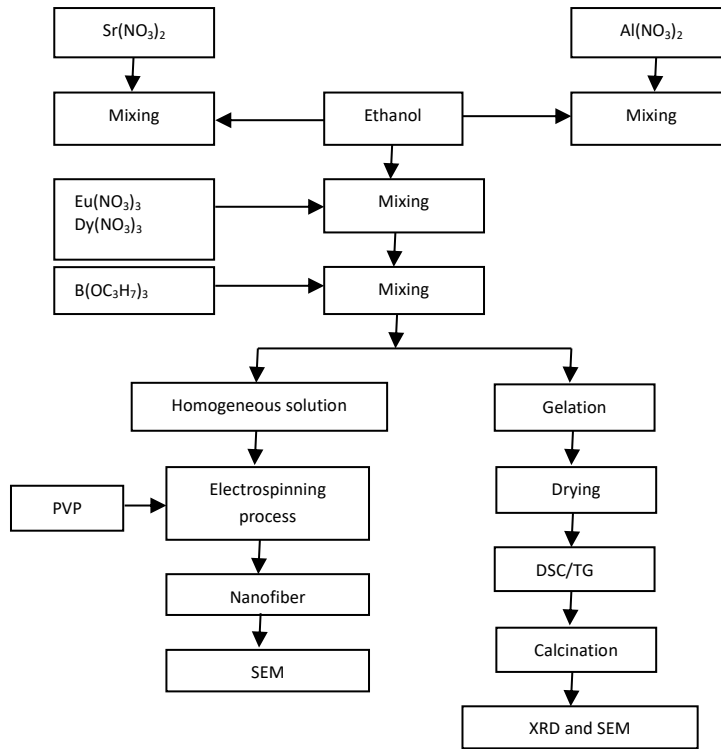 Sr(NO₃)₂
Al(NO₃)₂
Mixing
Ethanol
Mixing
Eu(NO₃)₃
Dy(NO₃)₃
Mixing
B(OC₃H₇)₃
Mixing
Homogeneous solution
Gelation
PVP
Electrospinning
process
Drying
Nanofiber
DSC/TG
SEM
Calcination
XRD and SEM